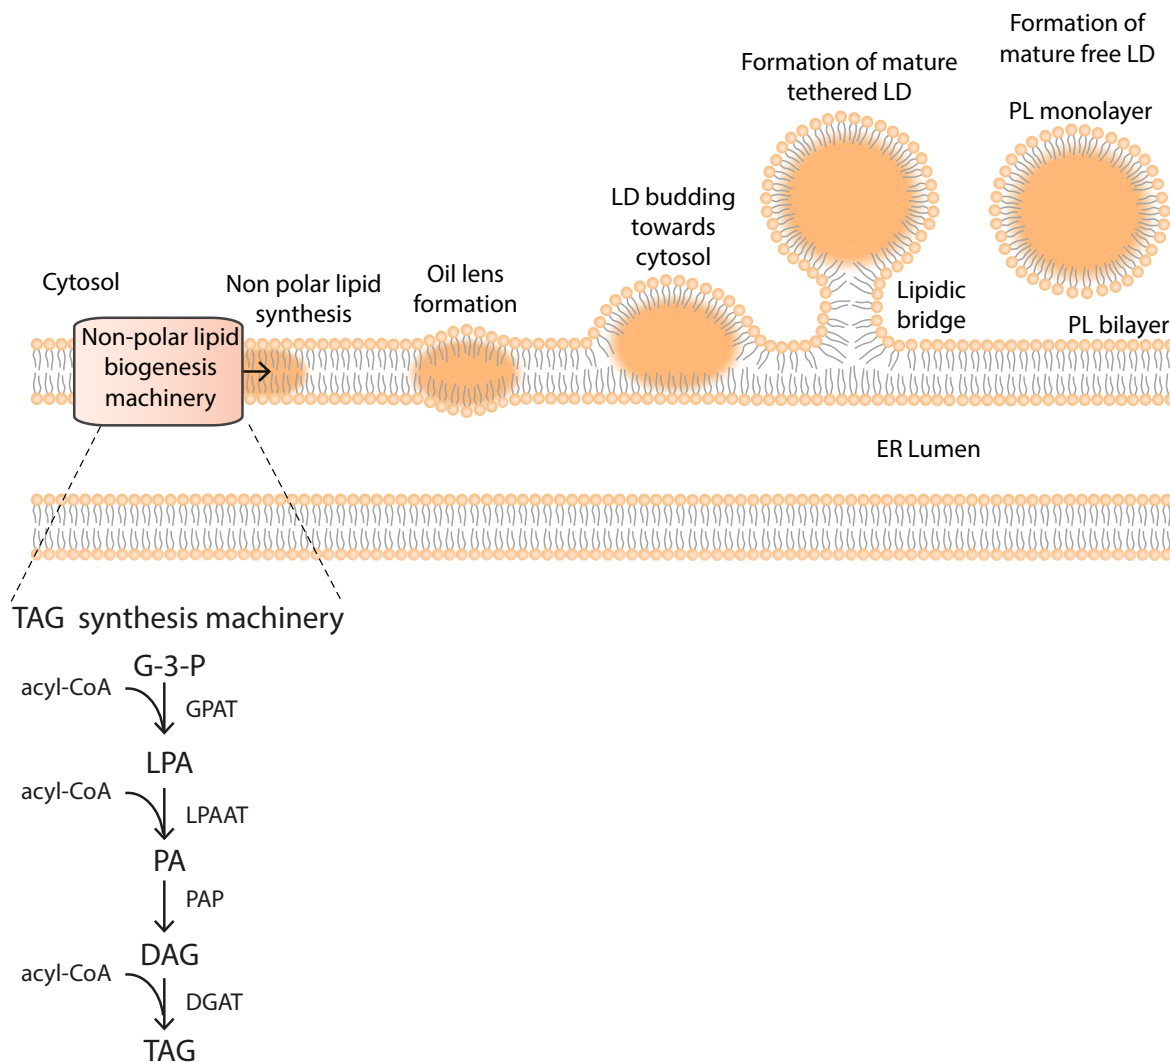 Formation of
mature free LD
Formation of mature
tethered LD
PL monolayer
LD budding
towards
cytosol
Cytosol
Non polar lipid
synthesis
Oil lens
formation
Lipidic
bridge
PL bilayer
Non-polar lipid
biogenesis
machinery
ER Lumen
TAG synthesis machinery
G-3-P
acyl-CoA
GPAT
LPA
acyl-CoA
LPAAT
PA
PAP
DAG
acyl-CoA
DGAT
TAG